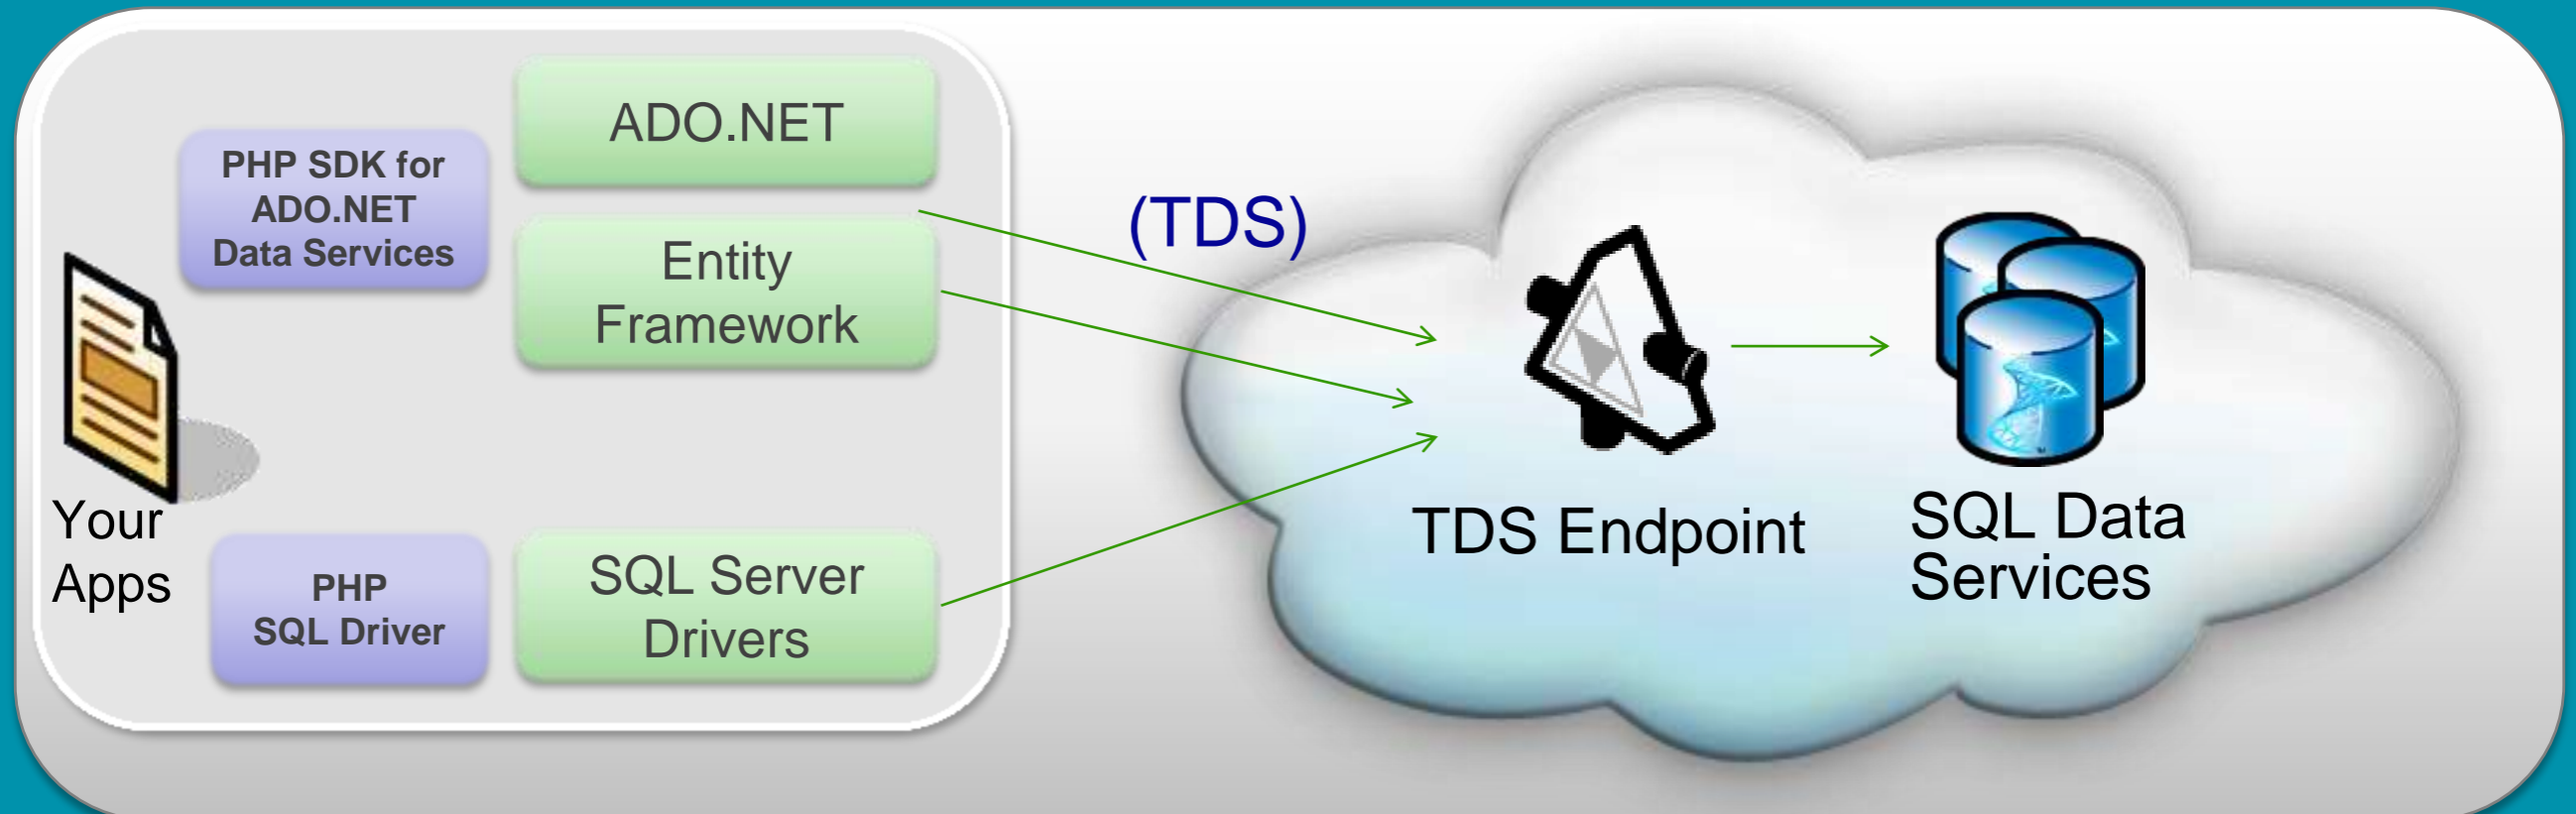 ADO.NET
PHP SDK for
ADO.NET
Data Services
Entity
Framework
(TDS)
Your
Apps
PHP
SQL Driver
SQL Server
Drivers
TDS Endpoint
SQL Data
Services